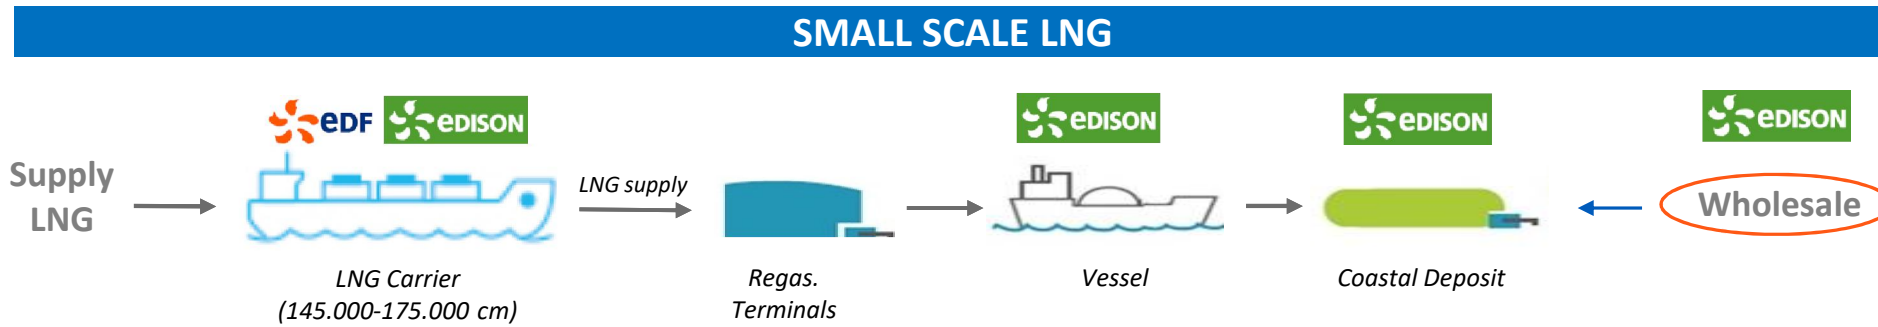 SMALL SCALE LNG
eDF
eDISON
eDISON
eDISON
eDISON
Supply
LNG
LNG supply
Wholesale
LNG Carrier
(145.000-175.000 cm)
Regas.
Terminals
Vessel
Coastal Deposit